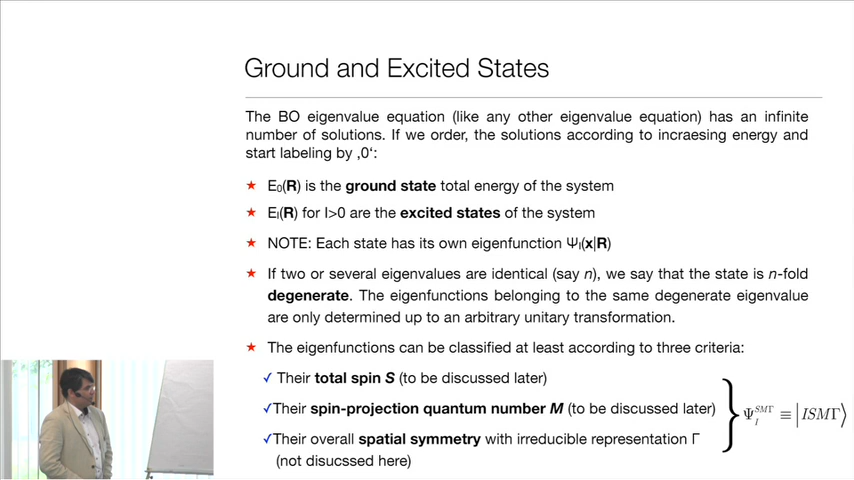 Ground and Excited States
The BO eigenvalue equation (like any other eigenvalue equation) has an infinite
number of solutions. If we order, the solutions according to incraesing energy and
start labeling by ‚0‘:
★ E₀(R) is the ground state total energy of the system
★ Eᵢ(R) for I>0 are the excited states of the system
★ NOTE: Each state has its own eigenfunction Ψᵢ(x|R)
★ If two or several eigenvalues are identical (say n), we say that the state is n-fold
degenerate. The eigenfunctions belonging to the same degenerate eigenvalue
are only determined up to an arbitrary unitary transformation.
★ The eigenfunctions can be classified at least according to three criteria:
✓ Their total spin S (to be discussed later)
✓Their spin-projection quantum number M (to be discussed later)
✓Their overall spatial symmetry with irreducible representation Γ
(not disucssed here)
Ψ_I^{SMΓ} ≡ |ISMΓ⟩